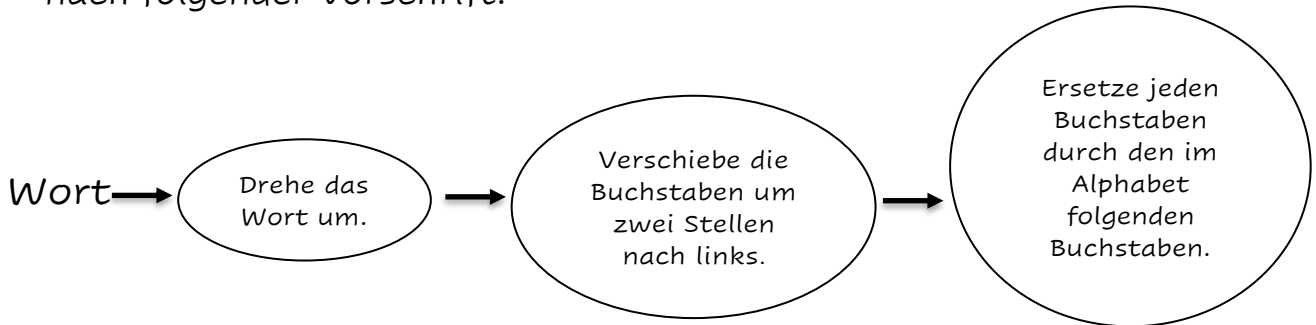 nach folgender Vorschrift:
Wort
Drehe das
Wort um.
Verschiebe die
Buchstaben um
zwei Stellen
nach links.
Ersetze jeden
Buchstaben
durch den im
Alphabet
folgenden
Buchstaben.